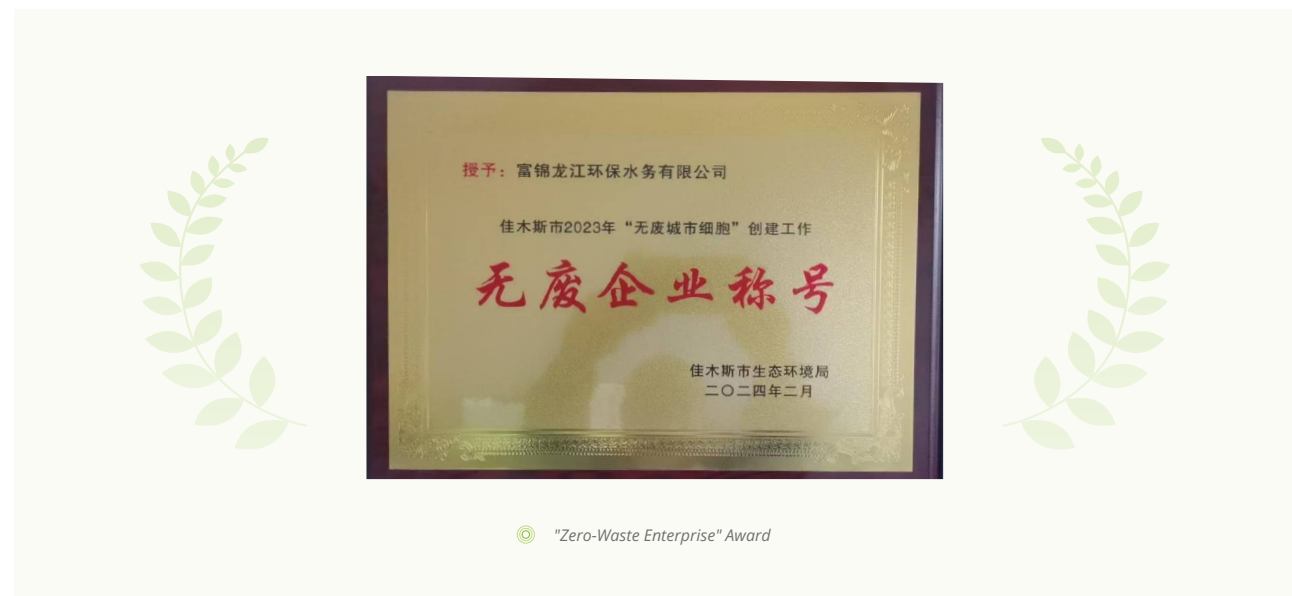 授予：富锦龙江环保水务有限公司
佳木斯市2023年“无废城市细胞”创建工作
无废企业称号
佳木斯市生态环境局
二〇二四年二月
"Zero-Waste Enterprise" Award